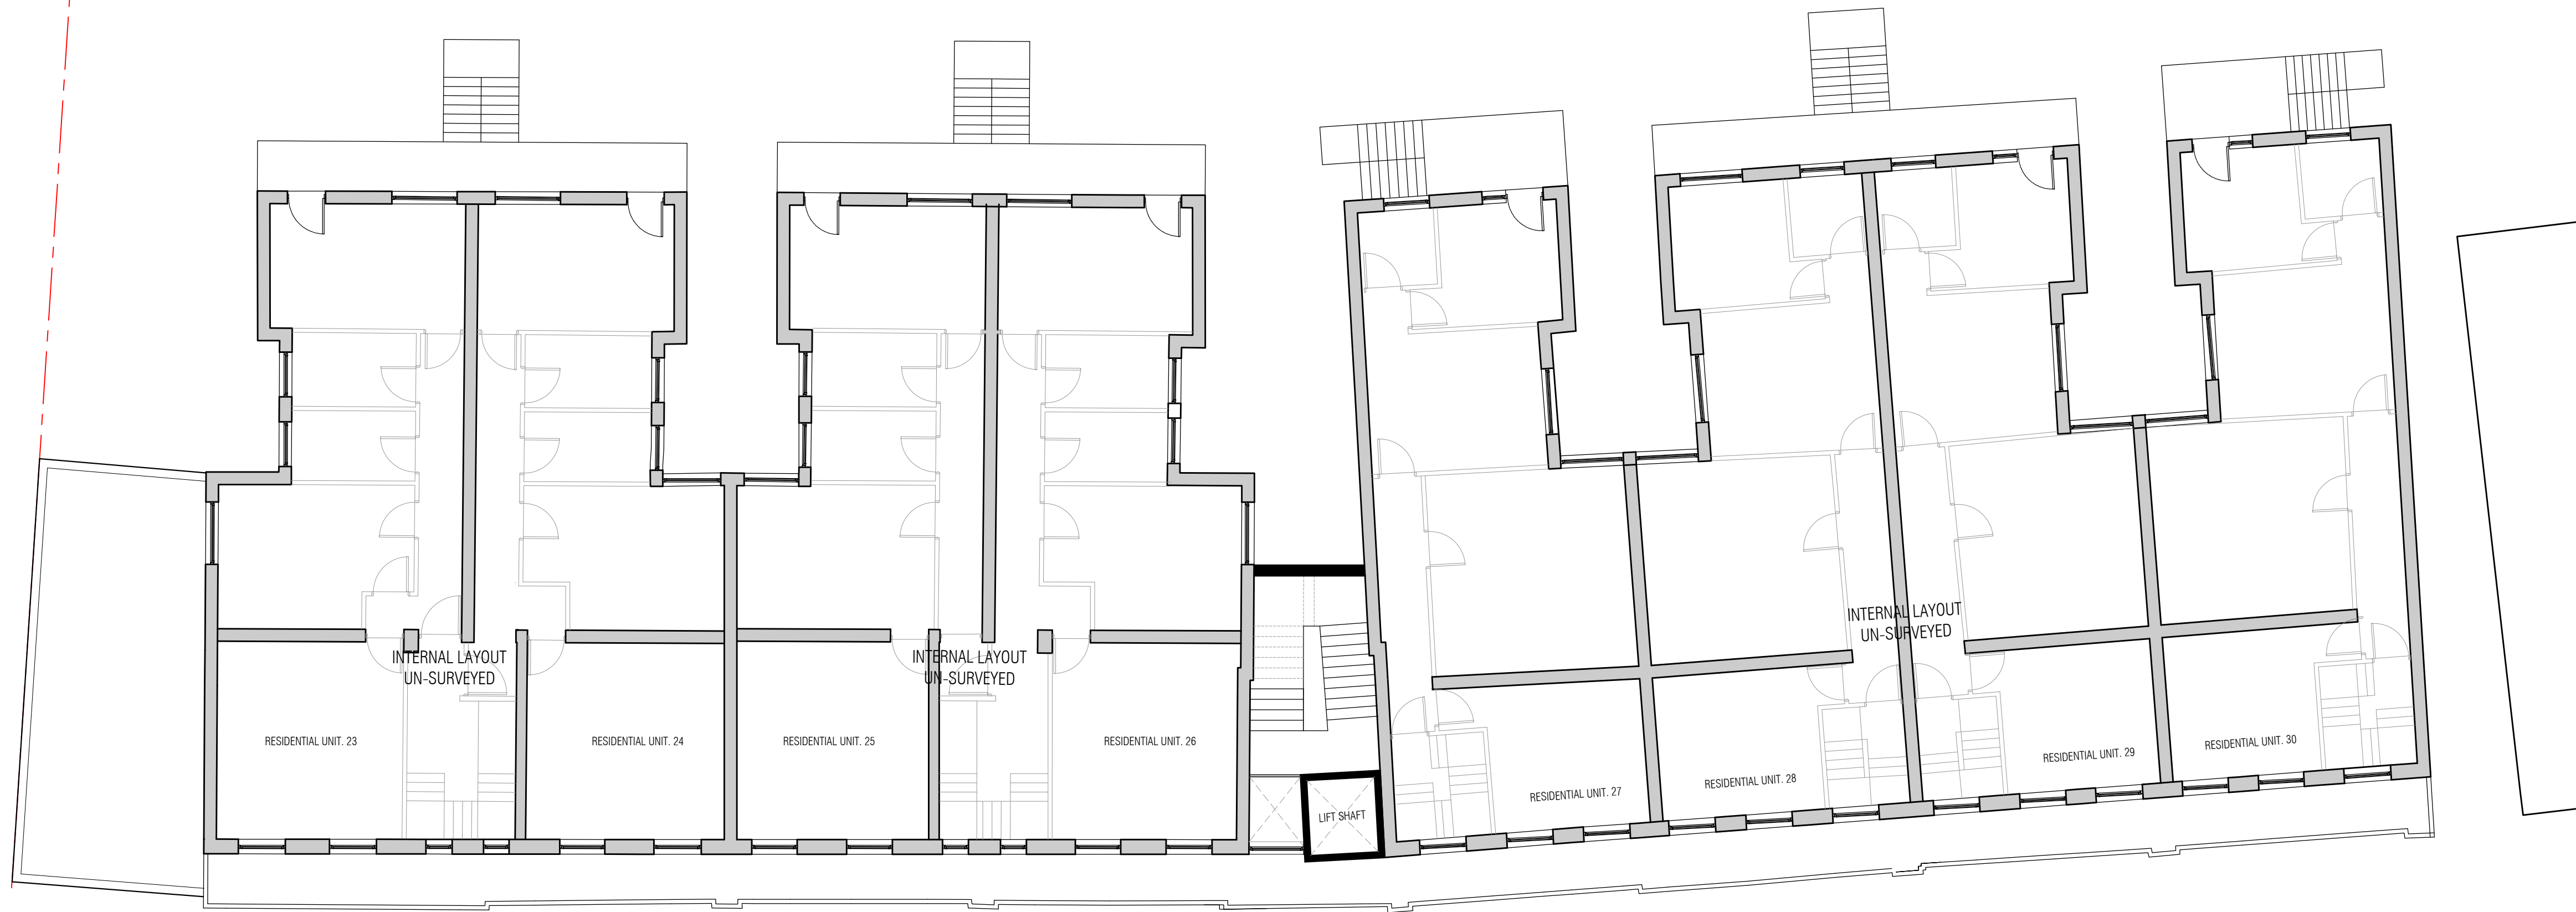 INTERNAL LAYOUT
UN-SURVEYED
INTERNAL LAYOUT
UN-SURVEYED
INTERNAL LAYOUT
UN-SURVEYED
RESIDENTIAL UNIT. 23
RESIDENTIAL UNIT. 24
RESIDENTIAL UNIT. 25
RESIDENTIAL UNIT. 26
LIFT SHAFT
RESIDENTIAL UNIT. 27
RESIDENTIAL UNIT. 28
RESIDENTIAL UNIT. 29
RESIDENTIAL UNIT. 30